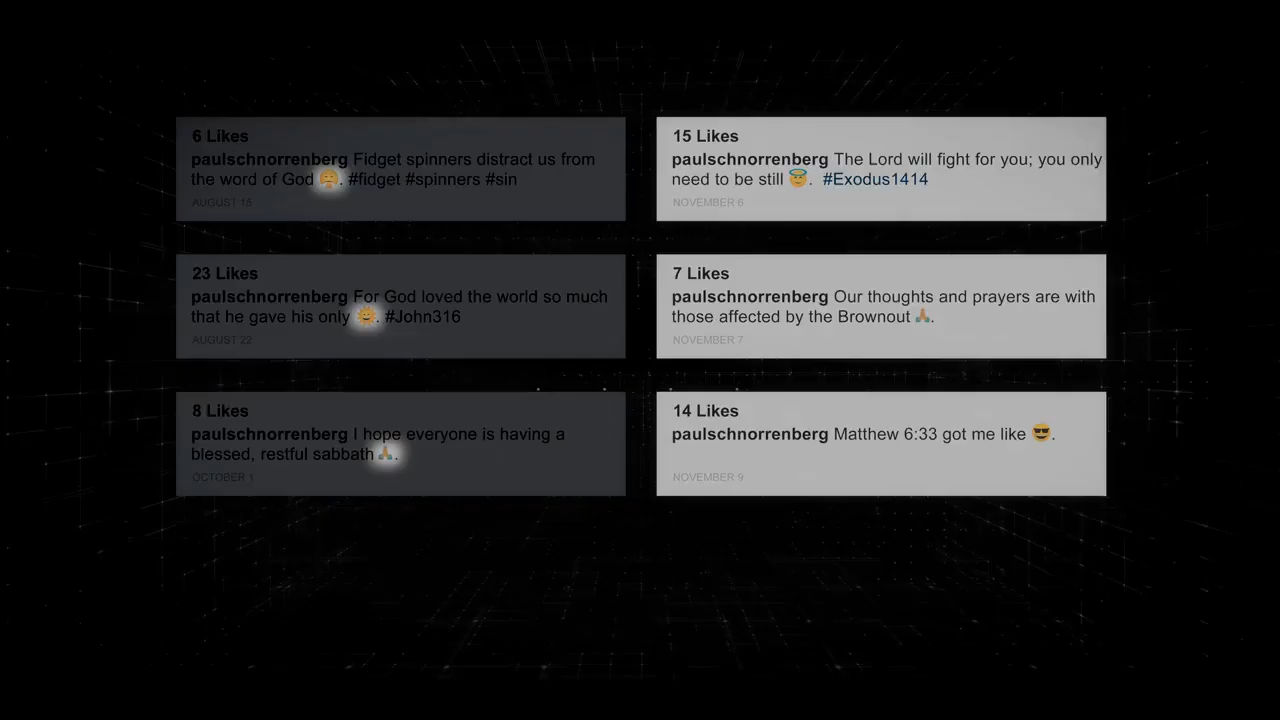 6 Likes
paulschnorrenberg Fidget spinners distract us from
the word of God 😤. #fidget #spinners #sin
AUGUST 15
23 Likes
paulschnorrenberg For God loved the world so much
that he gave his only 🌞. #John316
AUGUST 22
8 Likes
paulschnorrenberg I hope everyone is having a
blessed, restful sabbath 🙏🏽.
OCTOBER 1
15 Likes
paulschnorrenberg The Lord will fight for you; you only
need to be still 😇. #Exodus1414
NOVEMBER 6
7 Likes
paulschnorrenberg Our thoughts and prayers are with
those affected by the Brownout 🙏🏽.
NOVEMBER 7
14 Likes
paulschnorrenberg Matthew 6:33 got me like 😎.
NOVEMBER 9